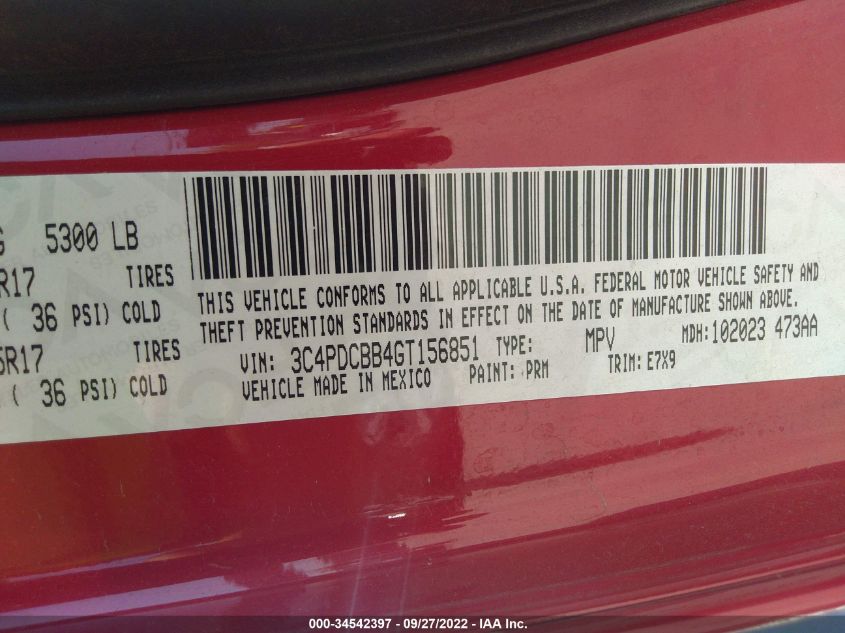 G 5300 LB
R17 TIRES
( 36 PSI) COLD
5R17 TIRES
( 36 PSI) COLD
THIS VEHICLE CONFORMS TO ALL APPLICABLE U.S.A. FEDERAL MOTOR VEHICLE SAFETY AND
THEFT PREVENTION STANDARDS IN EFFECT ON THE DATE OF MANUFACTURE SHOWN ABOVE.
VIN: 3C4PDCBB4GT156851 TYPE: MPV MDH: 102023 473AA
VEHICLE MADE IN MEXICO PAINT: PRM TRIM: E7X9
000-34542397 / 09/27/2022 / IAA Inc.